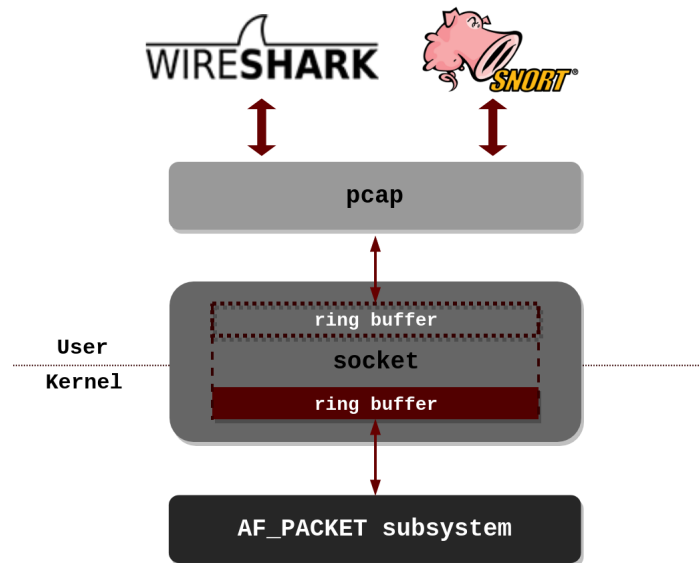 WIRESHARK
SNORT®
pcap
ring buffer
User
socket
Kernel
ring buffer
AF_PACKET subsystem